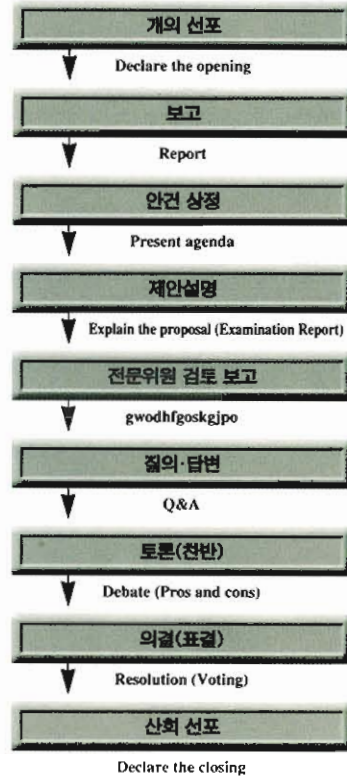 개의 선포
Declare the opening
보고
Report
안건 상정
Present agenda
제안설명
Explain the proposal (Examination Report)
전문위원 검토 보고
gwodhfgoskgjpo
질의·답변
Q&A
토론(찬반)
Debate (Pros and cons)
의결(표결)
Resolution (Voting)
산회 선포
Declare the closing